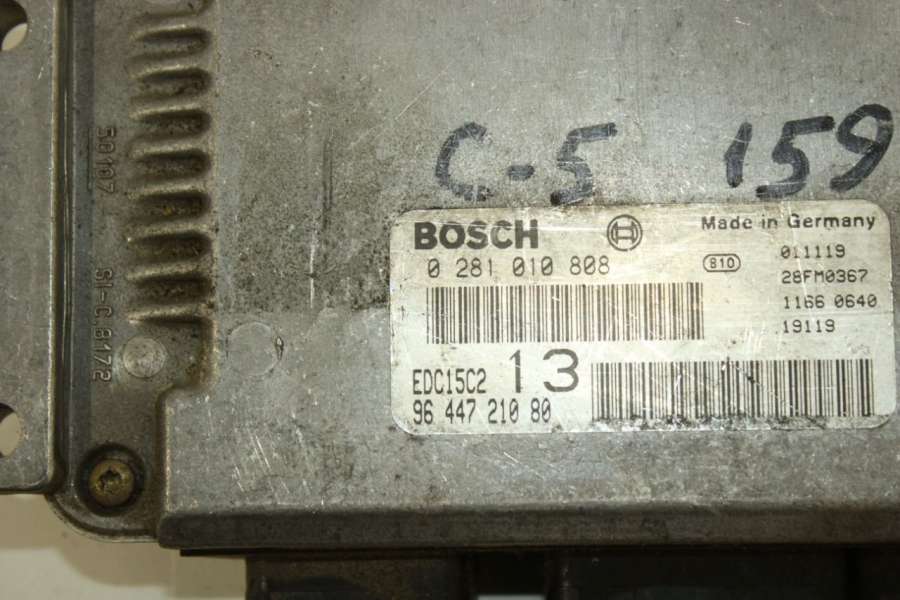 C-5 159
BOSCH
Made in Germany
0 281 010 808
810
011119
28FM0367
1166 0640
19119
EDC15C2
13
96 447 210 80
58107
SI-C.8172